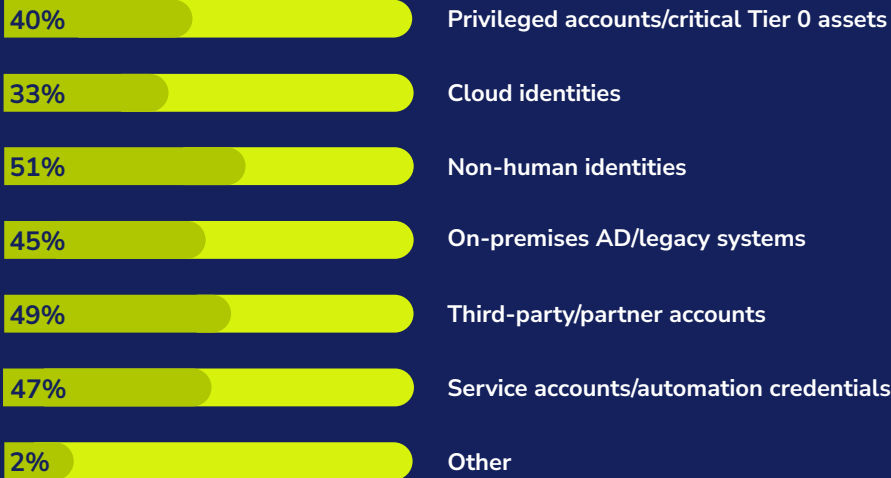 40% Privileged accounts/critical Tier 0 assets
33% Cloud identities
51% Non-human identities
45% On-premises AD/legacy systems
49% Third-party/partner accounts
47% Service accounts/automation credentials
2% Other